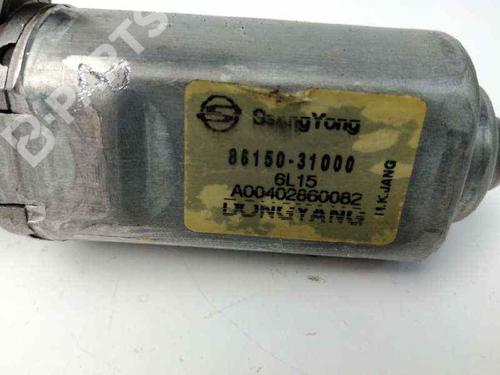 SsangYong
86150-31000
6L15
A00402860082
DONGYANG
H.K.JANG
B-PARTS